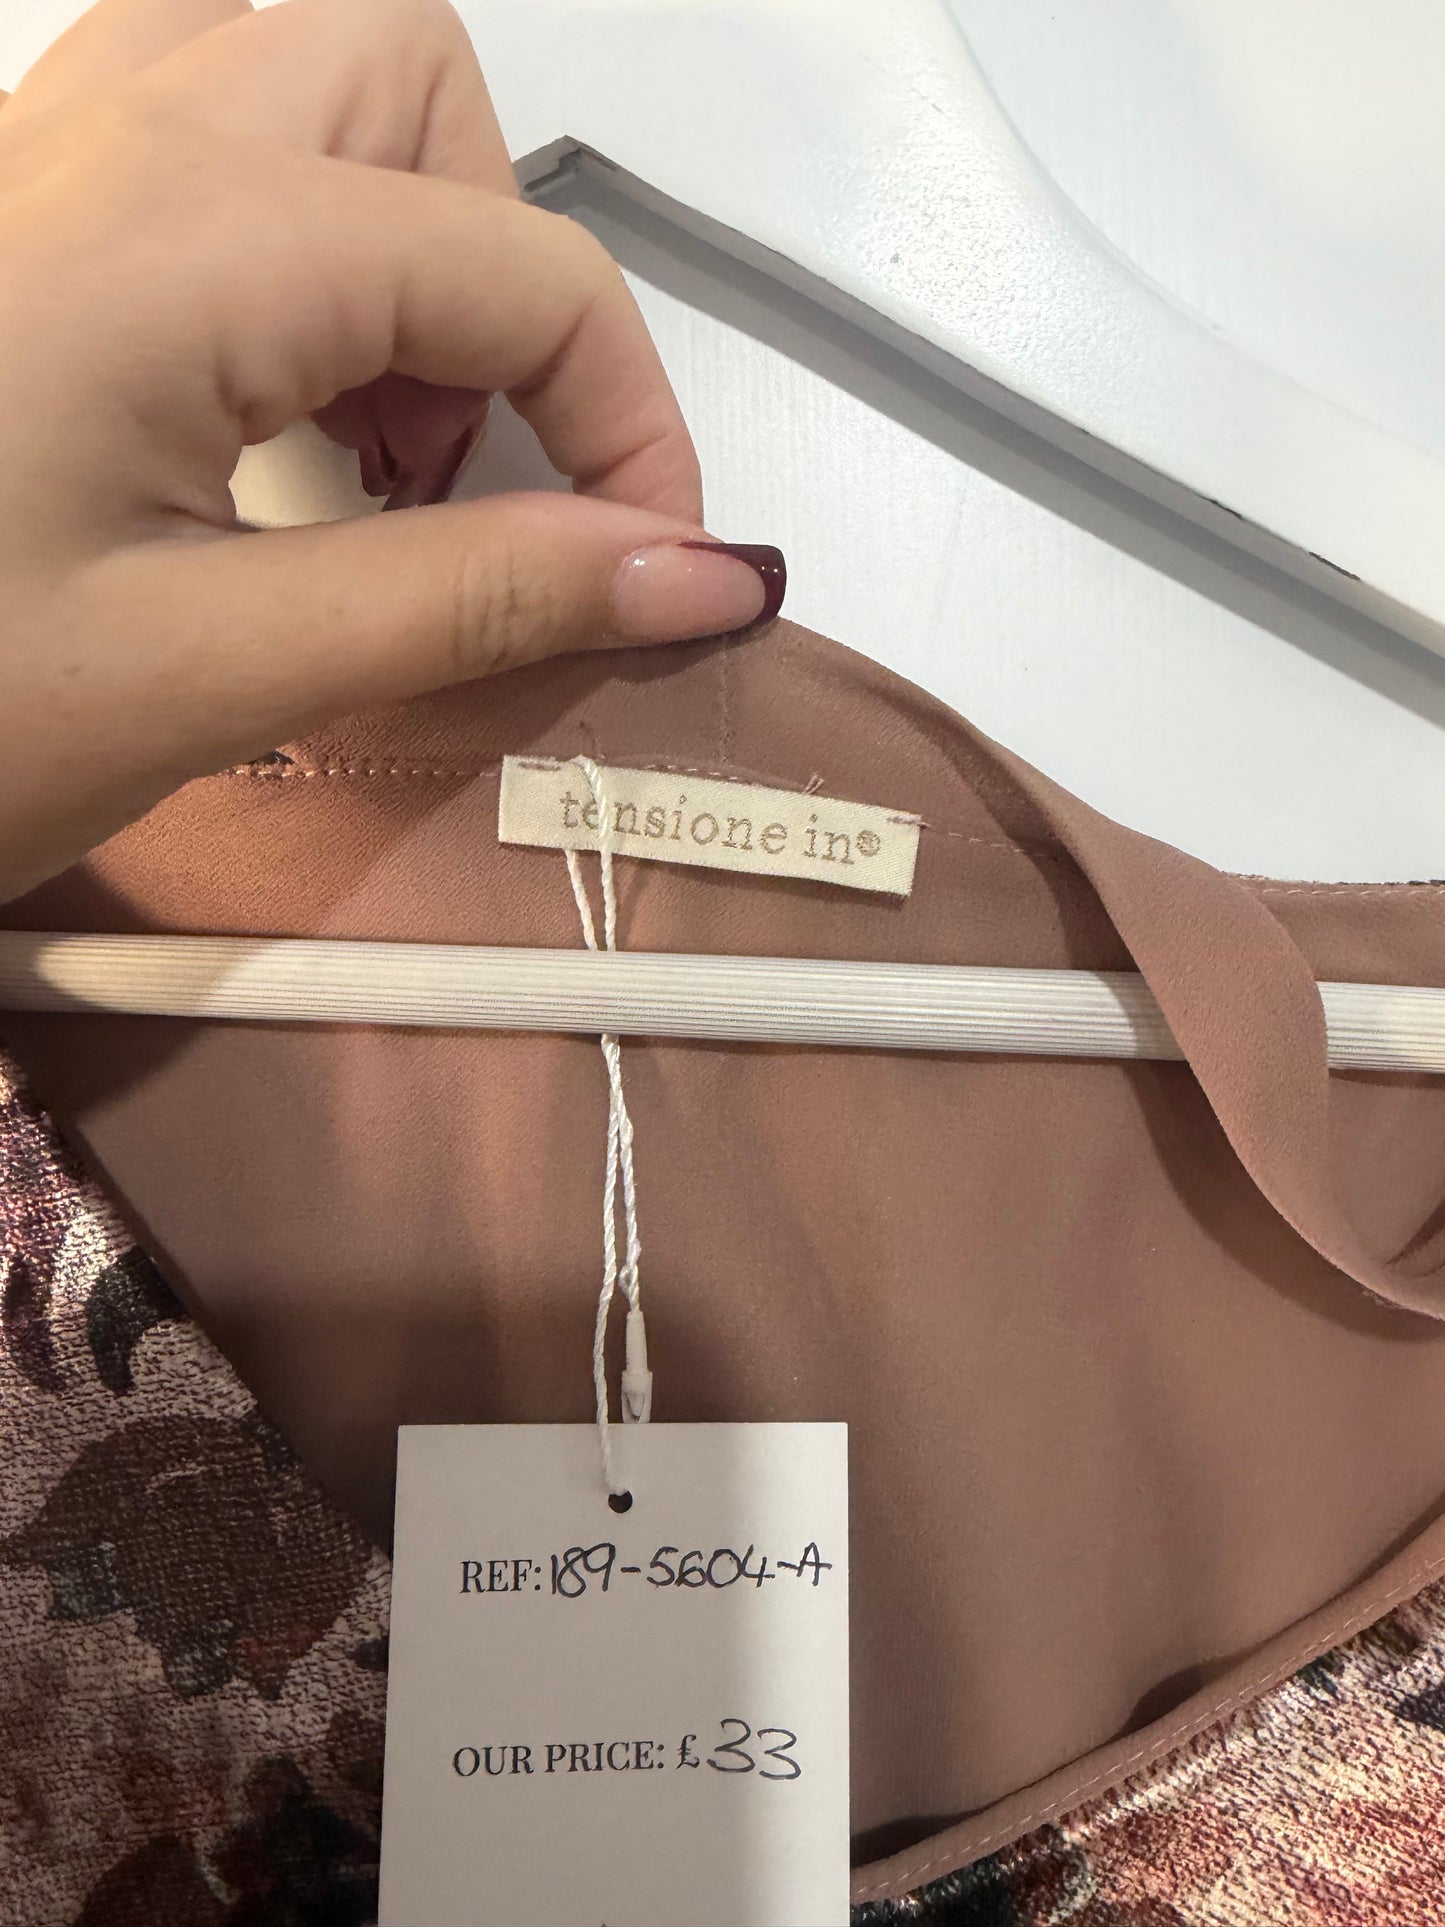 tensione in®
REF: 189-5604-A
OUR PRICE: £33